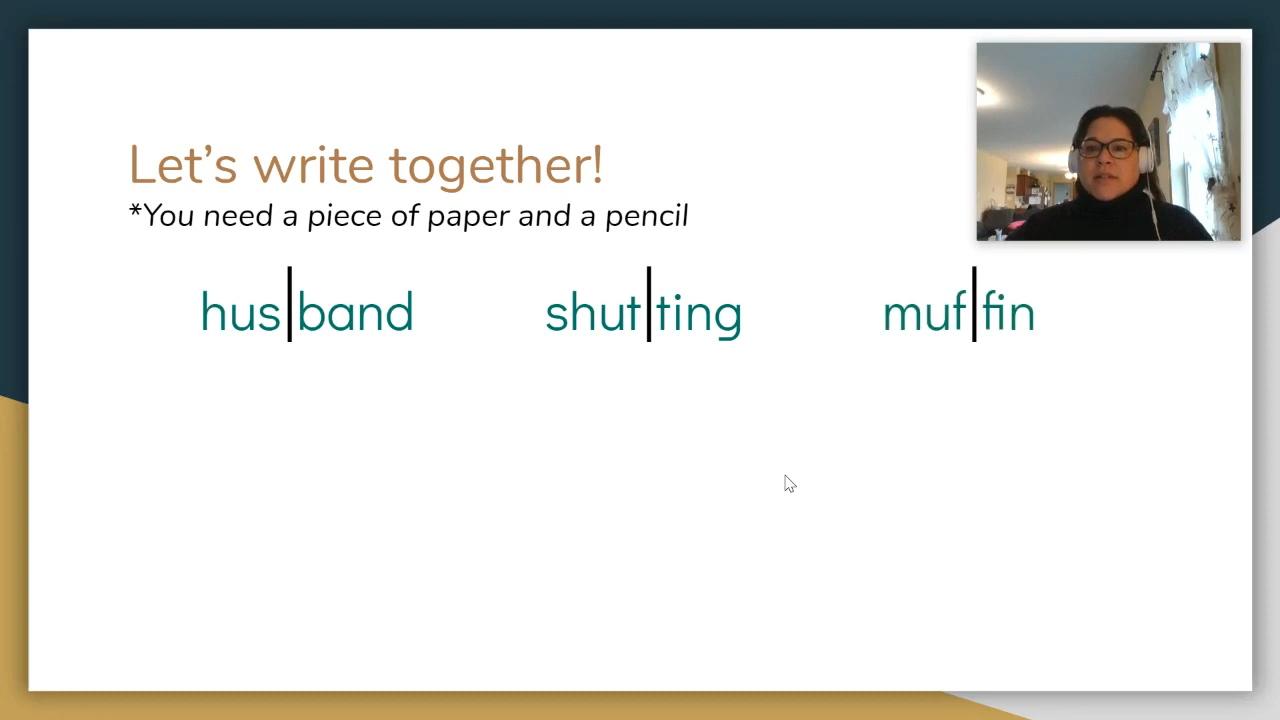 Let's write together!
*You need a piece of paper and a pencil
hus|band shut|ting muf|fin